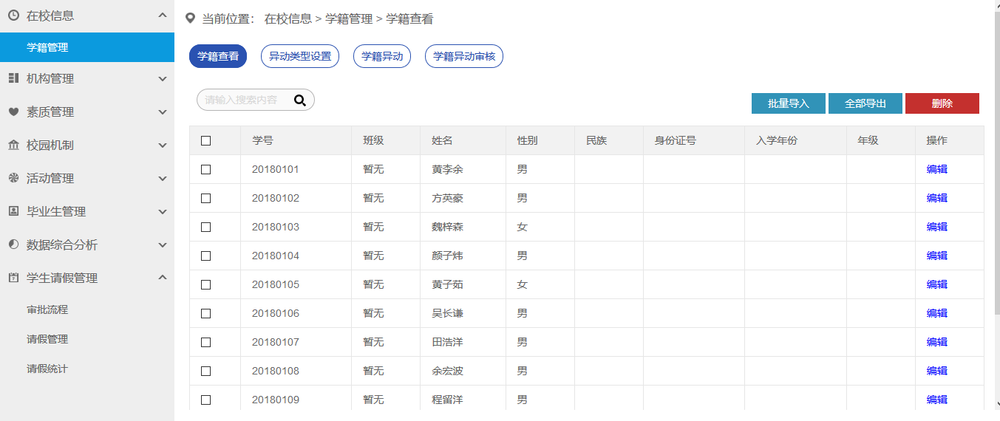 在校信息
学籍管理
机构管理
素质管理
校园机制
活动管理
毕业生管理
数据综合分析
学生请假管理
审批流程
请假管理
请假统计
当前位置： 在校信息 > 学籍管理 > 学籍查看
学籍查看 异动类型设置 学籍异动 学籍异动审核
请输入搜索内容
批量导入 全部导出 删除
学号 班级 姓名 性别 民族 身份证号 入学年份 年级 操作
20180101 暂无 黄李余 男 编辑
20180102 暂无 方英豪 男 编辑
20180103 暂无 魏梓森 女 编辑
20180104 暂无 颜子炜 男 编辑
20180105 暂无 黄子茹 女 编辑
20180106 暂无 吴长谦 男 编辑
20180107 暂无 田浩洋 男 编辑
20180108 暂无 余宏波 男 编辑
20180109 暂无 程留洋 男 编辑